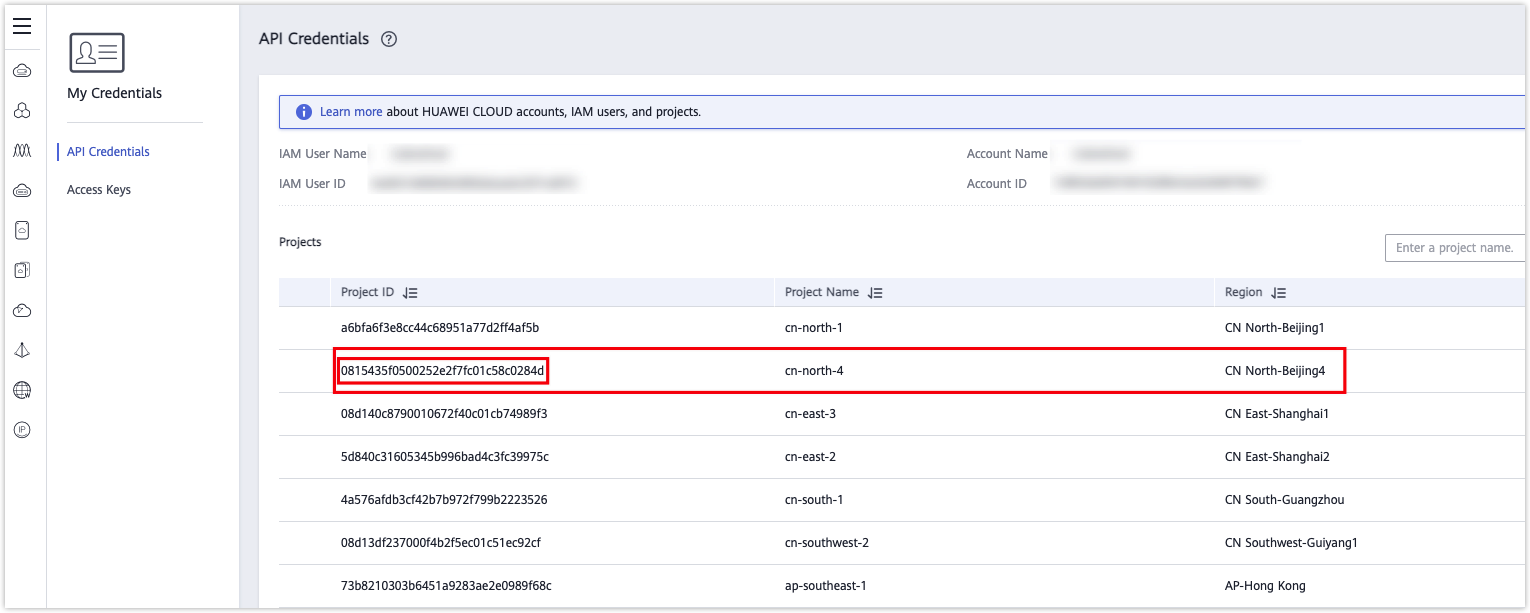 API Credentials
My Credentials
API Credentials
Access Keys
Learn more about HUAWEI CLOUD accounts, IAM users, and projects.
IAM User Name
Account Name
IAM User ID
Account ID
Projects
Enter a project name.
Project ID Project Name Region
a6bfa6f3e8cc44c68951a77d2ff4af5b cn-north-1 CN North-Beijing1
0815435f0500252e2f7fc01c58c0284d cn-north-4 CN North-Beijing4
08d140c8790010672f40c01cb74989f3 cn-east-3 CN East-Shanghai1
5d840c31605345b996bad4c3fc39975c cn-east-2 CN East-Shanghai2
4a576afdb3cf42b7b972f799b2223526 cn-south-1 CN South-Guangzhou
08d13df237000f4b2f5ec01c51ec92cf cn-southwest-2 CN Southwest-Guiyang1
73b8210303b6451a9283ae2e0989f68c ap-southeast-1 AP-Hong Kong